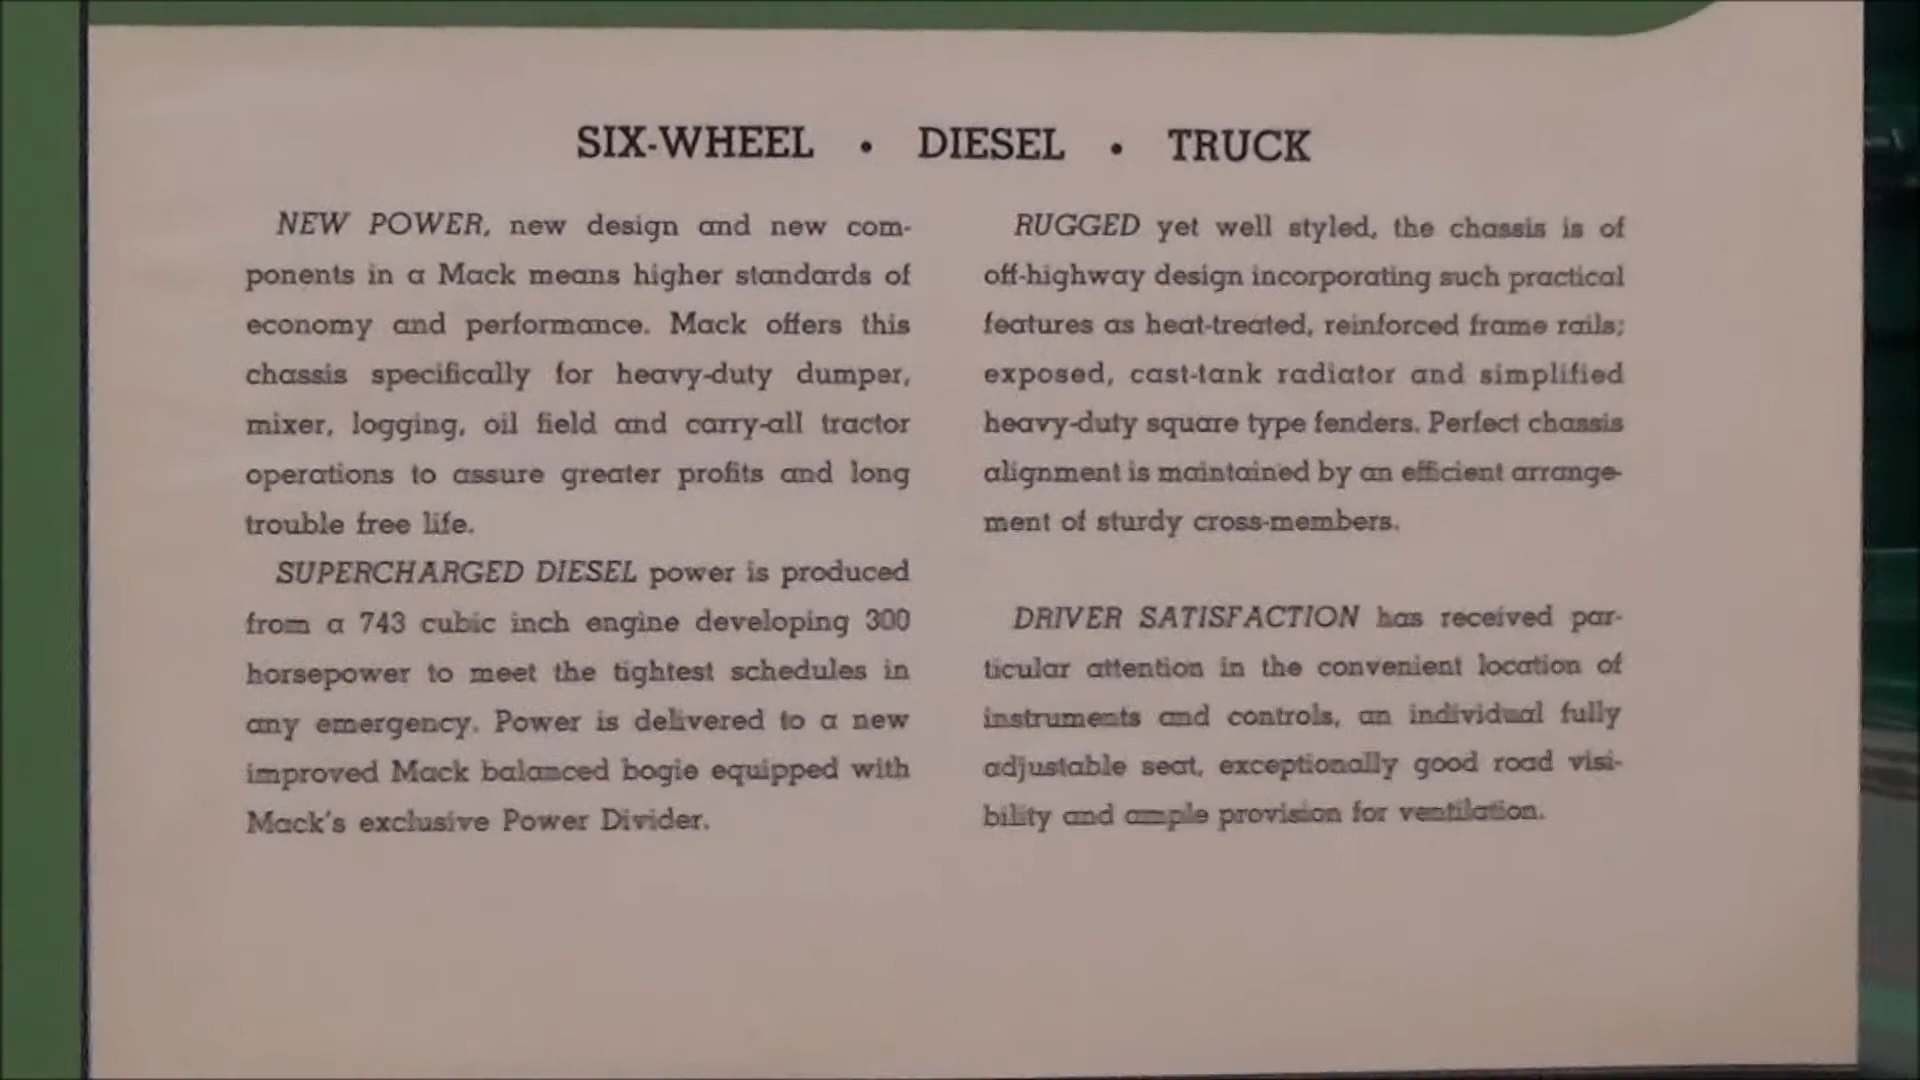 SIX-WHEEL • DIESEL • TRUCK
NEW POWER, new design and new com-
ponents in a Mack means higher standards of
economy and performance. Mack offers this
chassis specifically for heavy-duty dumper,
mixer, logging, oil field and carry-all tractor
operations to assure greater profits and long
trouble free life.
SUPERCHARGED DIESEL power is produced
from a 743 cubic inch engine developing 300
horsepower to meet the tightest schedules in
any emergency. Power is delivered to a new
improved Mack balanced bogie equipped with
Mack's exclusive Power Divider.
RUGGED yet well styled, the chassis is of
off-highway design incorporating such practical
features as heat-treated, reinforced frame rails;
exposed, cast-tank radiator and simplified
heavy-duty square type fenders. Perfect chassis
alignment is maintained by an efficient arrange-
ment of sturdy cross-members.
DRIVER SATISFACTION has received par-
ticular attention in the convenient location of
instruments and controls, an individual fully
adjustable seat, exceptionally good road visi-
bility and ample provision for ventilation.